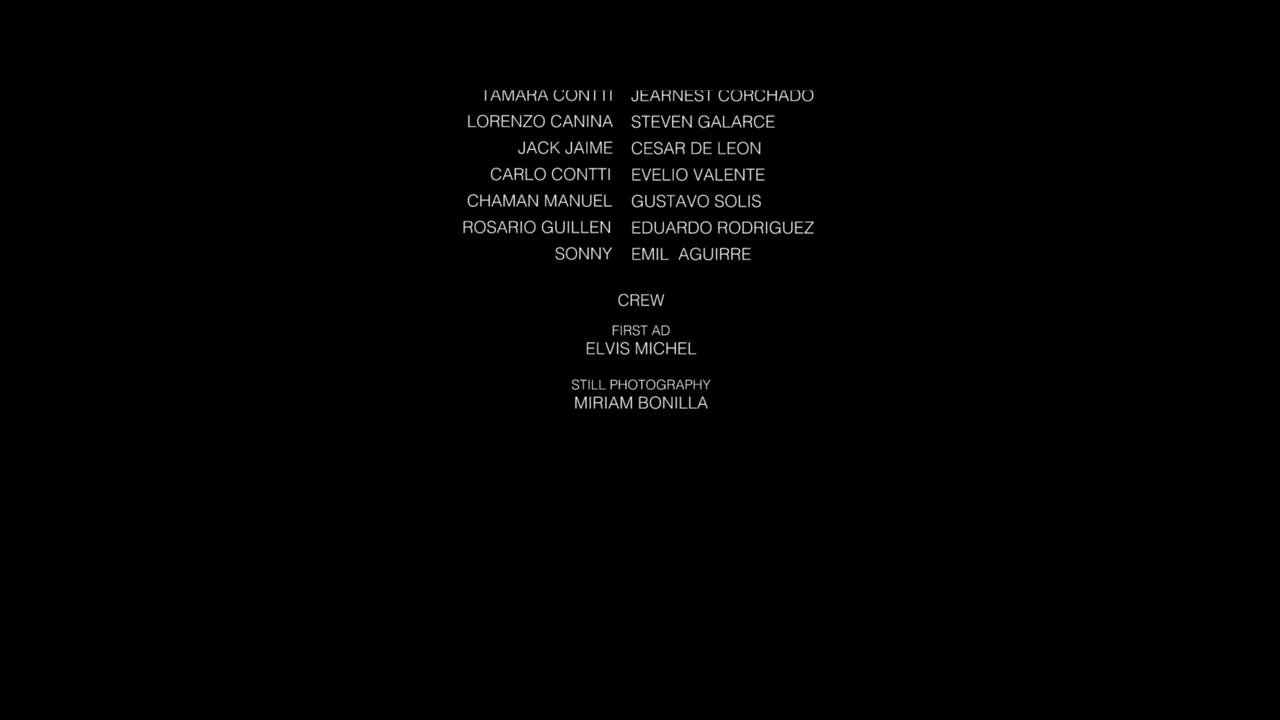 TAMARA CONTTI JEARNEST CORCHADO
LORENZO CANINA STEVEN GALARCE
JACK JAIME CESAR DE LEON
CARLO CONTTI EVELIO VALENTE
CHAMAN MANUEL GUSTAVO SOLIS
ROSARIO GUILLEN EDUARDO RODRIGUEZ
SONNY EMIL AGUIRRE
CREW
FIRST AD
ELVIS MICHEL
STILL PHOTOGRAPHY
MIRIAM BONILLA